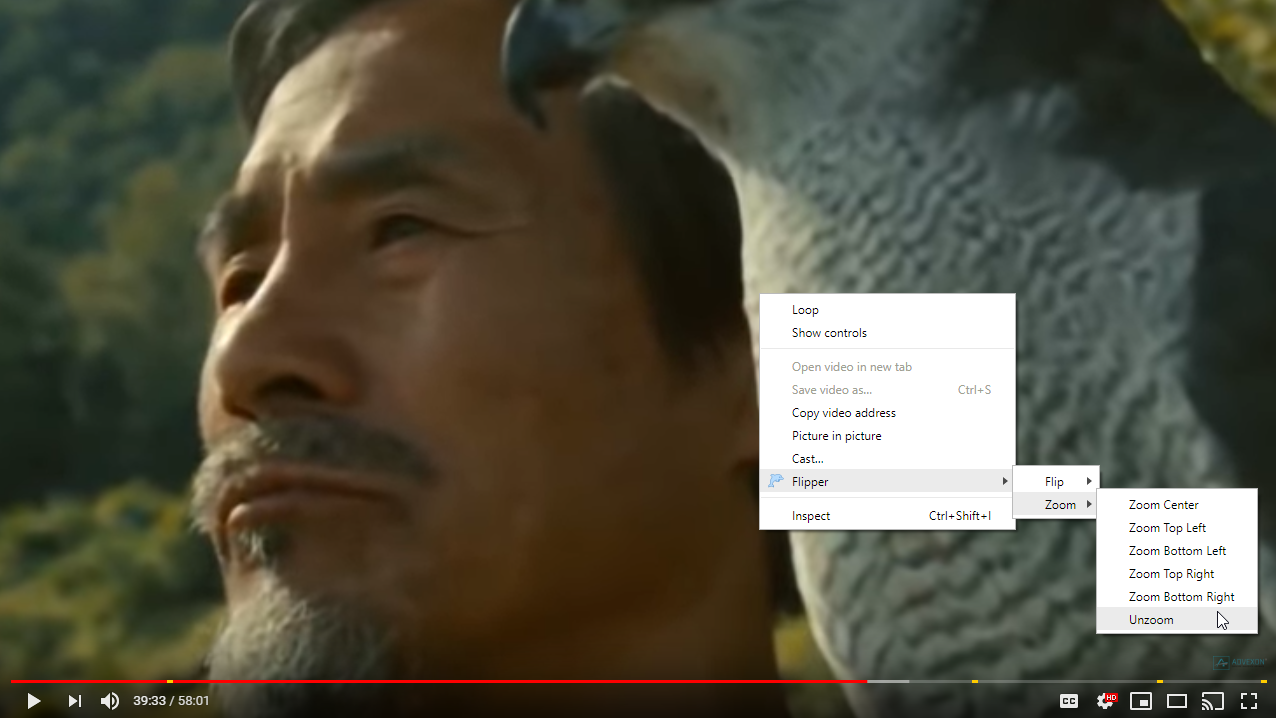 Loop
Show controls
Open video in new tab
Save video as... Ctrl+S
Copy video address
Picture in picture
Cast...
Flipper
Inspect Ctrl+Shift+I
Flip
Zoom
Zoom Center
Zoom Top Left
Zoom Bottom Left
Zoom Top Right
Zoom Bottom Right
Unzoom
39:33 / 58:01
CC
HD